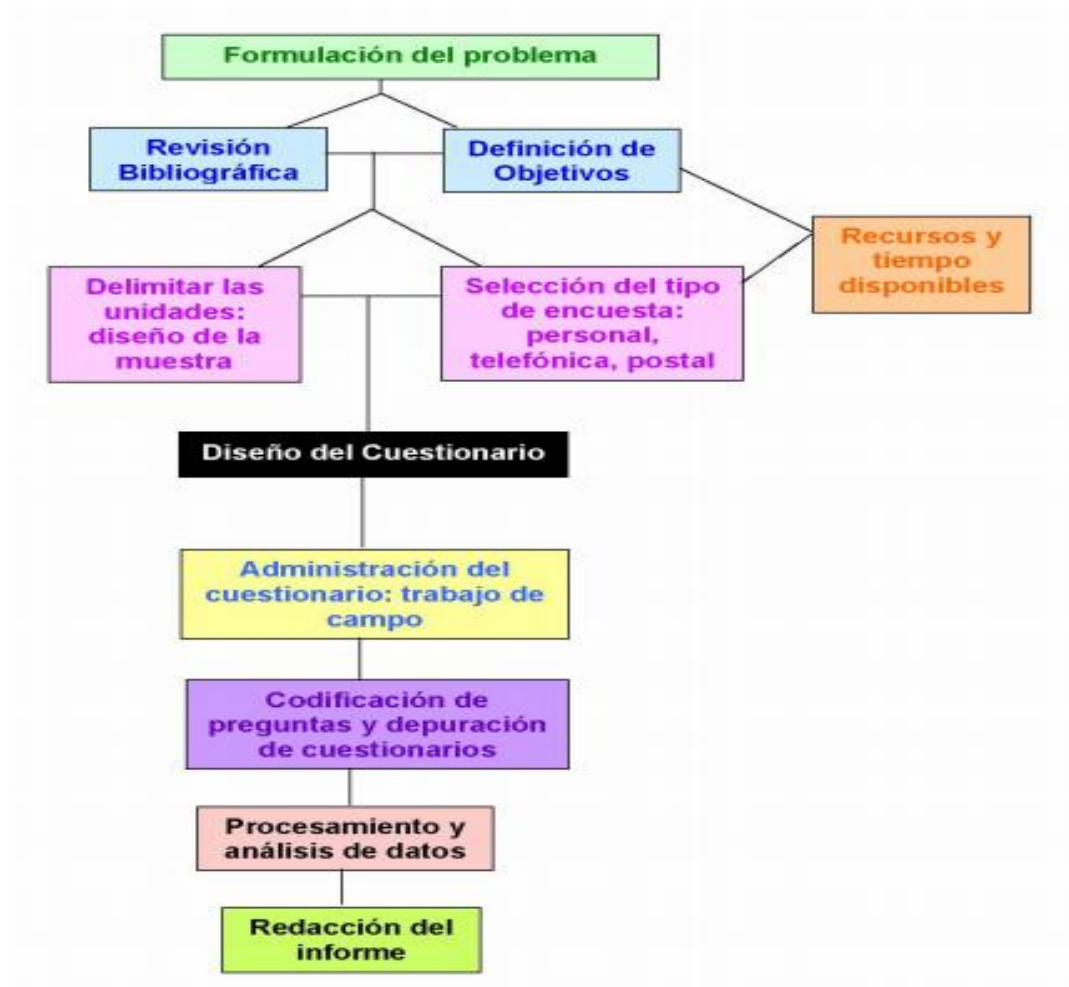 Formulación del problema
Revisión
Bibliográfica
Definición de
Objetivos
Recursos y
tiempo
disponibles
Delimitar las
unidades:
diseño de la
muestra
Selección del tipo
de encuesta:
personal,
telefónica, postal
Diseño del Cuestionario
Administración del
cuestionario: trabajo de
campo
Codificación de
preguntas y depuración
de cuestionarios
Procesamiento y
análisis de datos
Redacción del
informe